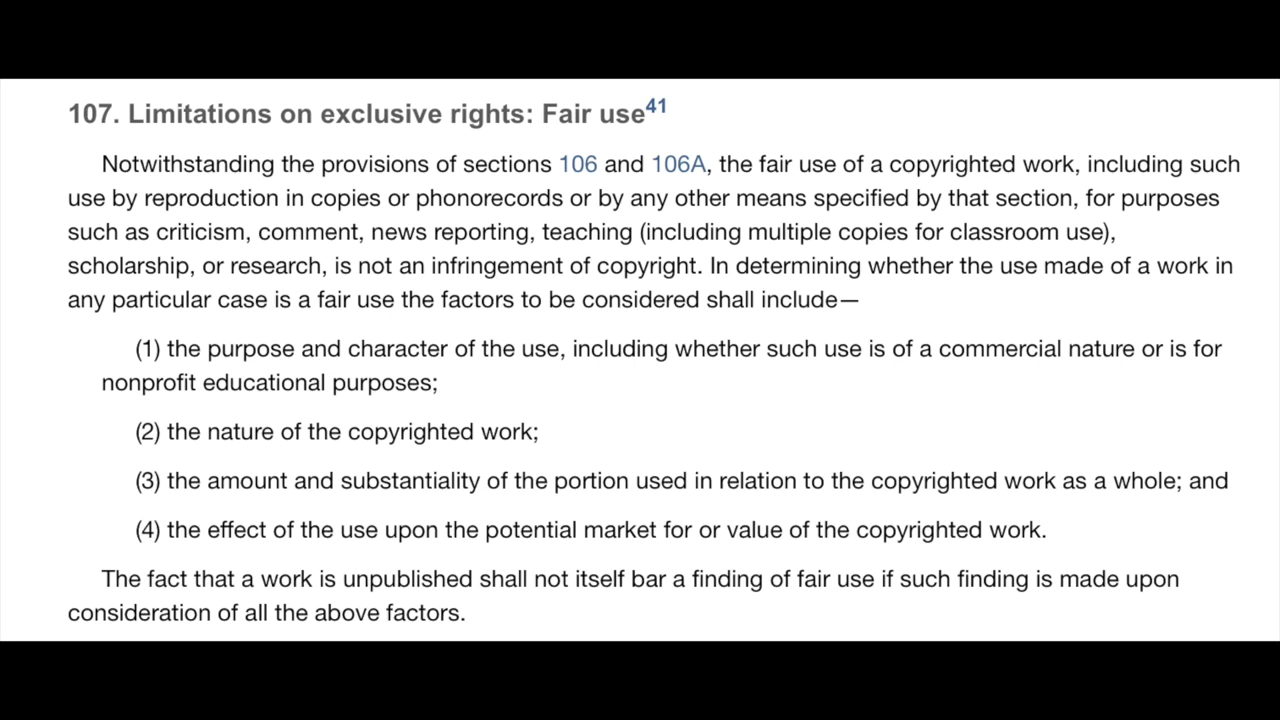 107. Limitations on exclusive rights: Fair use41
Notwithstanding the provisions of sections 106 and 106A, the fair use of a copyrighted work, including such
use by reproduction in copies or phonorecords or by any other means specified by that section, for purposes
such as criticism, comment, news reporting, teaching (including multiple copies for classroom use),
scholarship, or research, is not an infringement of copyright. In determining whether the use made of a work in
any particular case is a fair use the factors to be considered shall include—
(1) the purpose and character of the use, including whether such use is of a commercial nature or is for
nonprofit educational purposes;
(2) the nature of the copyrighted work;
(3) the amount and substantiality of the portion used in relation to the copyrighted work as a whole; and
(4) the effect of the use upon the potential market for or value of the copyrighted work.
The fact that a work is unpublished shall not itself bar a finding of fair use if such finding is made upon
consideration of all the above factors.